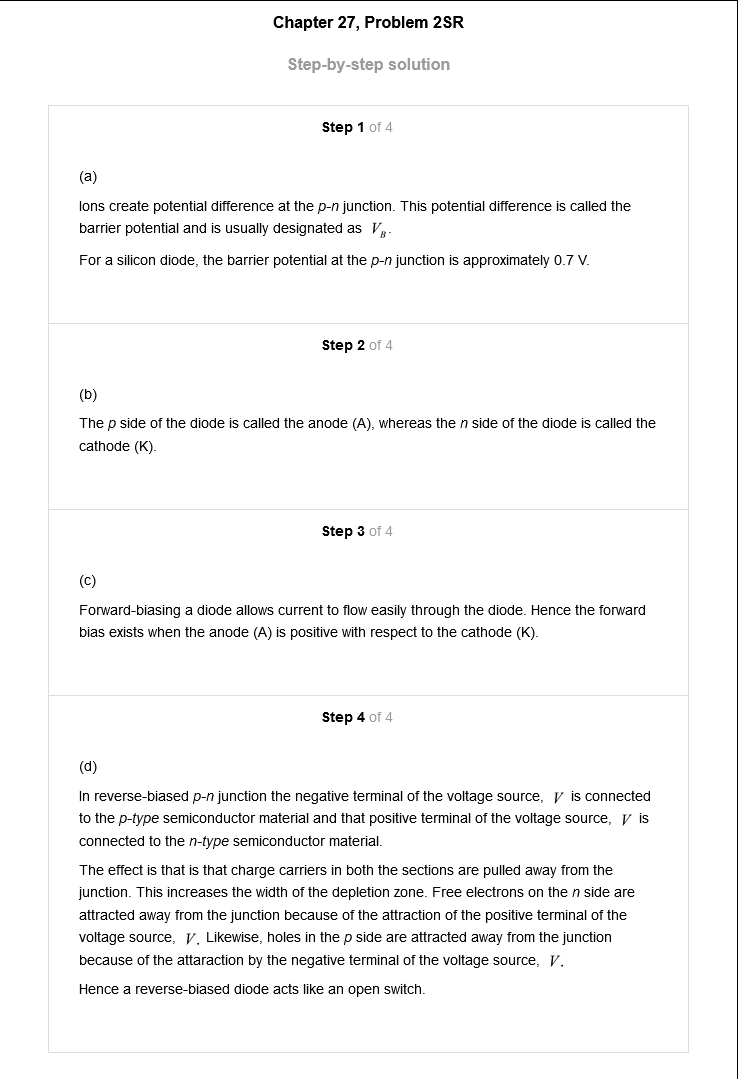 Chapter 27, Problem 2SR
Step-by-step solution
Step 1 of 4
(a)
Ions create potential difference at the p-n junction. This potential difference is called the
barrier potential and is usually designated as V_B.
For a silicon diode, the barrier potential at the p-n junction is approximately 0.7 V.
Step 2 of 4
(b)
The p side of the diode is called the anode (A), whereas the n side of the diode is called the
cathode (K).
Step 3 of 4
(c)
Forward-biasing a diode allows current to flow easily through the diode. Hence the forward
bias exists when the anode (A) is positive with respect to the cathode (K).
Step 4 of 4
(d)
In reverse-biased p-n junction the negative terminal of the voltage source, V is connected
to the p-type semiconductor material and that positive terminal of the voltage source, V is
connected to the n-type semiconductor material.
The effect is that is that charge carriers in both the sections are pulled away from the
junction. This increases the width of the depletion zone. Free electrons on the n side are
attracted away from the junction because of the attraction of the positive terminal of the
voltage source, V. Likewise, holes in the p side are attracted away from the junction
because of the attaraction by the negative terminal of the voltage source, V.
Hence a reverse-biased diode acts like an open switch.